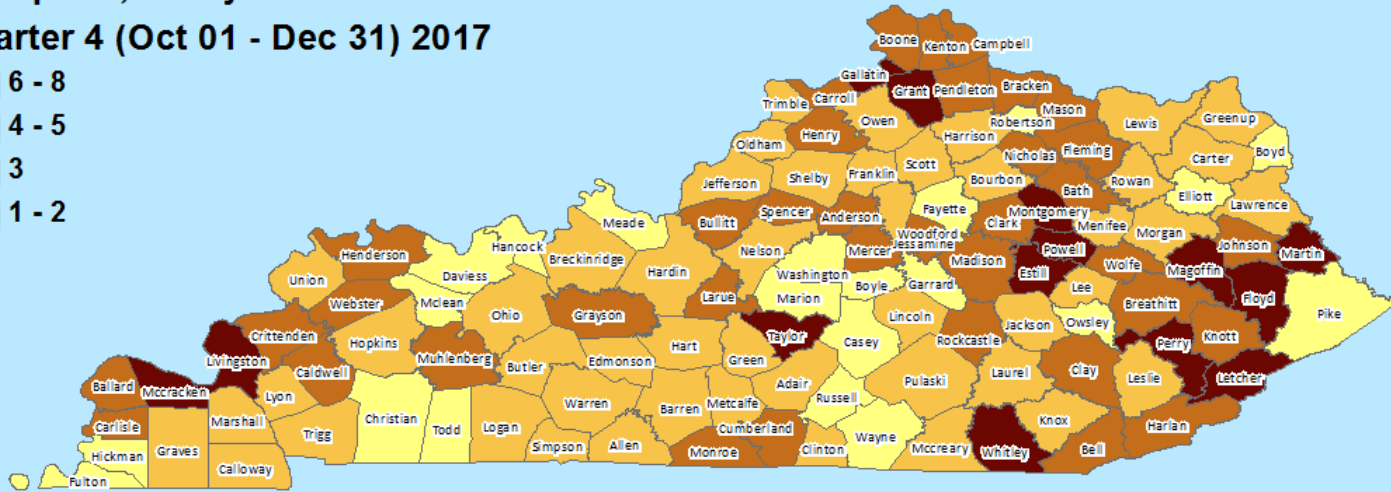 arter 4 (Oct 01 - Dec 31) 2017
6 - 8
4 - 5
3
1 - 2
Boone
Kenton
Campbell
Gallatin
Grant
Pendleton
Bracken
Trimble
Carroll
Owen
Robertson
Mason
Lewis
Greenup
Oldham
Henry
Harrison
Nicholas
Fleming
Carter
Boyd
Jefferson
Shelby
Franklin
Scott
Bourbon
Bath
Rowan
Elliott
Lawrence
Bullitt
Spencer
Anderson
Woodford
Fayette
Clark
Montgomery
Menifee
Morgan
Meade
Hancock
Breckinridge
Hardin
Nelson
Mercer
Jessamine
Madison
Powell
Estill
Wolfe
Magoffin
Johnson
Martin
Henderson
Daviess
Union
Webster
Mclean
Ohio
Grayson
Larue
Washington
Marion
Boyle
Garrard
Lee
Breathitt
Floyd
Pike
Crittenden
Livingston
Hopkins
Muhlenberg
Butler
Edmonson
Hart
Green
Taylor
Casey
Lincoln
Rockcastle
Jackson
Owsley
Perry
Knott
Ballard
Mccracken
Caldwell
Lyon
Warren
Barren
Metcalfe
Adair
Russell
Pulaski
Laurel
Clay
Leslie
Letcher
Carlisle
Graves
Marshall
Trigg
Christian
Todd
Logan
Simpson
Allen
Monroe
Cumberland
Clinton
Wayne
Mccreary
Whitley
Knox
Bell
Harlan
Hickman
Fulton
Calloway